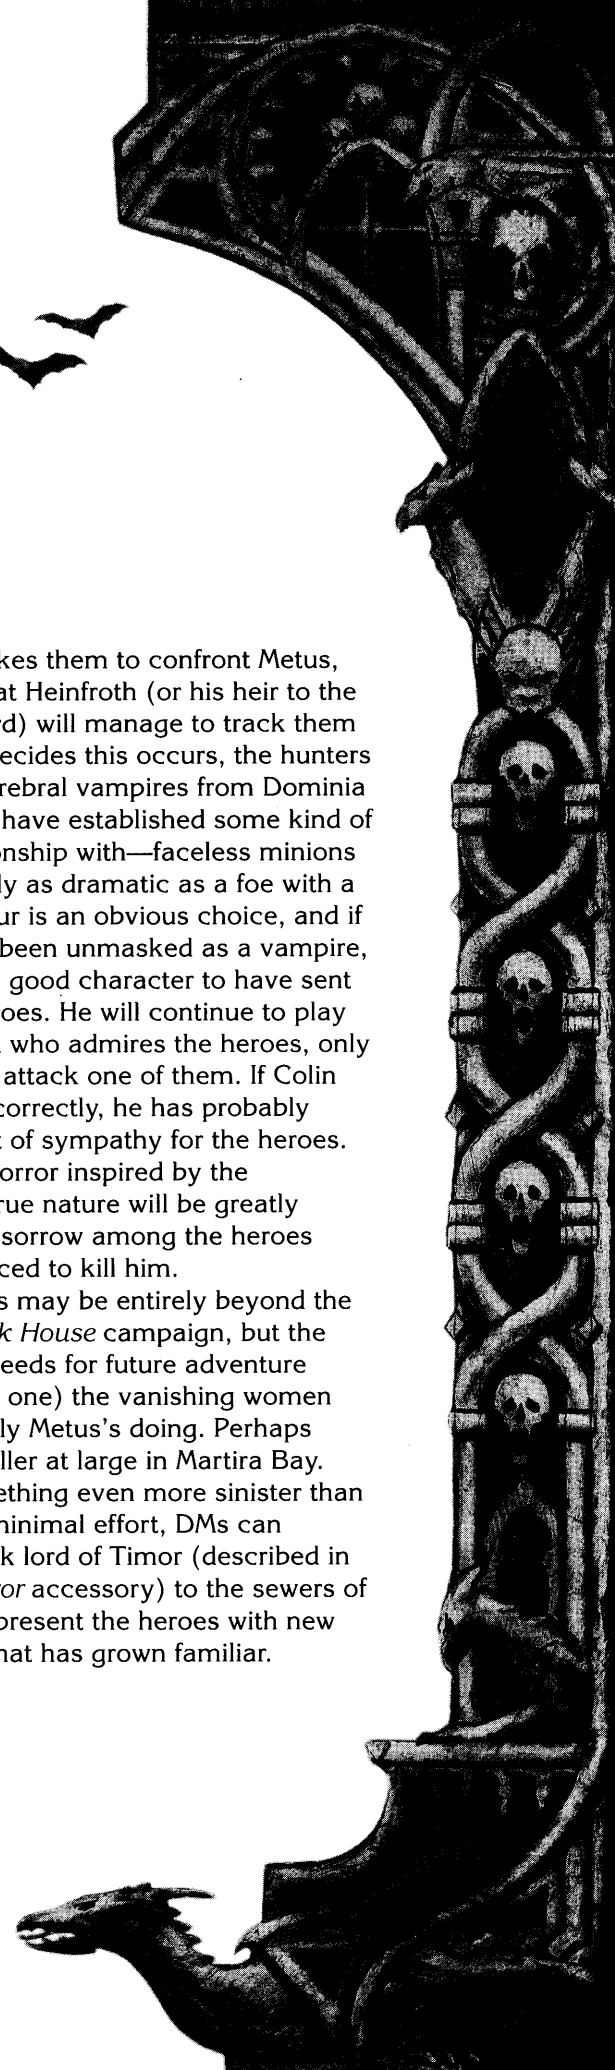 kes them to confront Metus,
at Heinfroth (or his heir to the
rd) will manage to track them
ecides this occurs, the hunters
rebral vampires from Dominia
have established some kind of
onship with—faceless minions
ly as dramatic as a foe with a
ur is an obvious choice, and if
been unmasked as a vampire,
good character to have sent
oes. He will continue to play
who admires the heroes, only
attack one of them. If Colin
correctly, he has probably
t of sympathy for the heroes.
orror inspired by the
rue nature will be greatly
sorrow among the heroes
ced to kill him.
s may be entirely beyond the
k House campaign, but the
eeds for future adventure
one) the vanishing women
ly Metus's doing. Perhaps
ller at large in Martira Bay.
ething even more sinister than
minimal effort, DMs can
k lord of Timor (described in
or accessory) to the sewers of
present the heroes with new
hat has grown familiar.